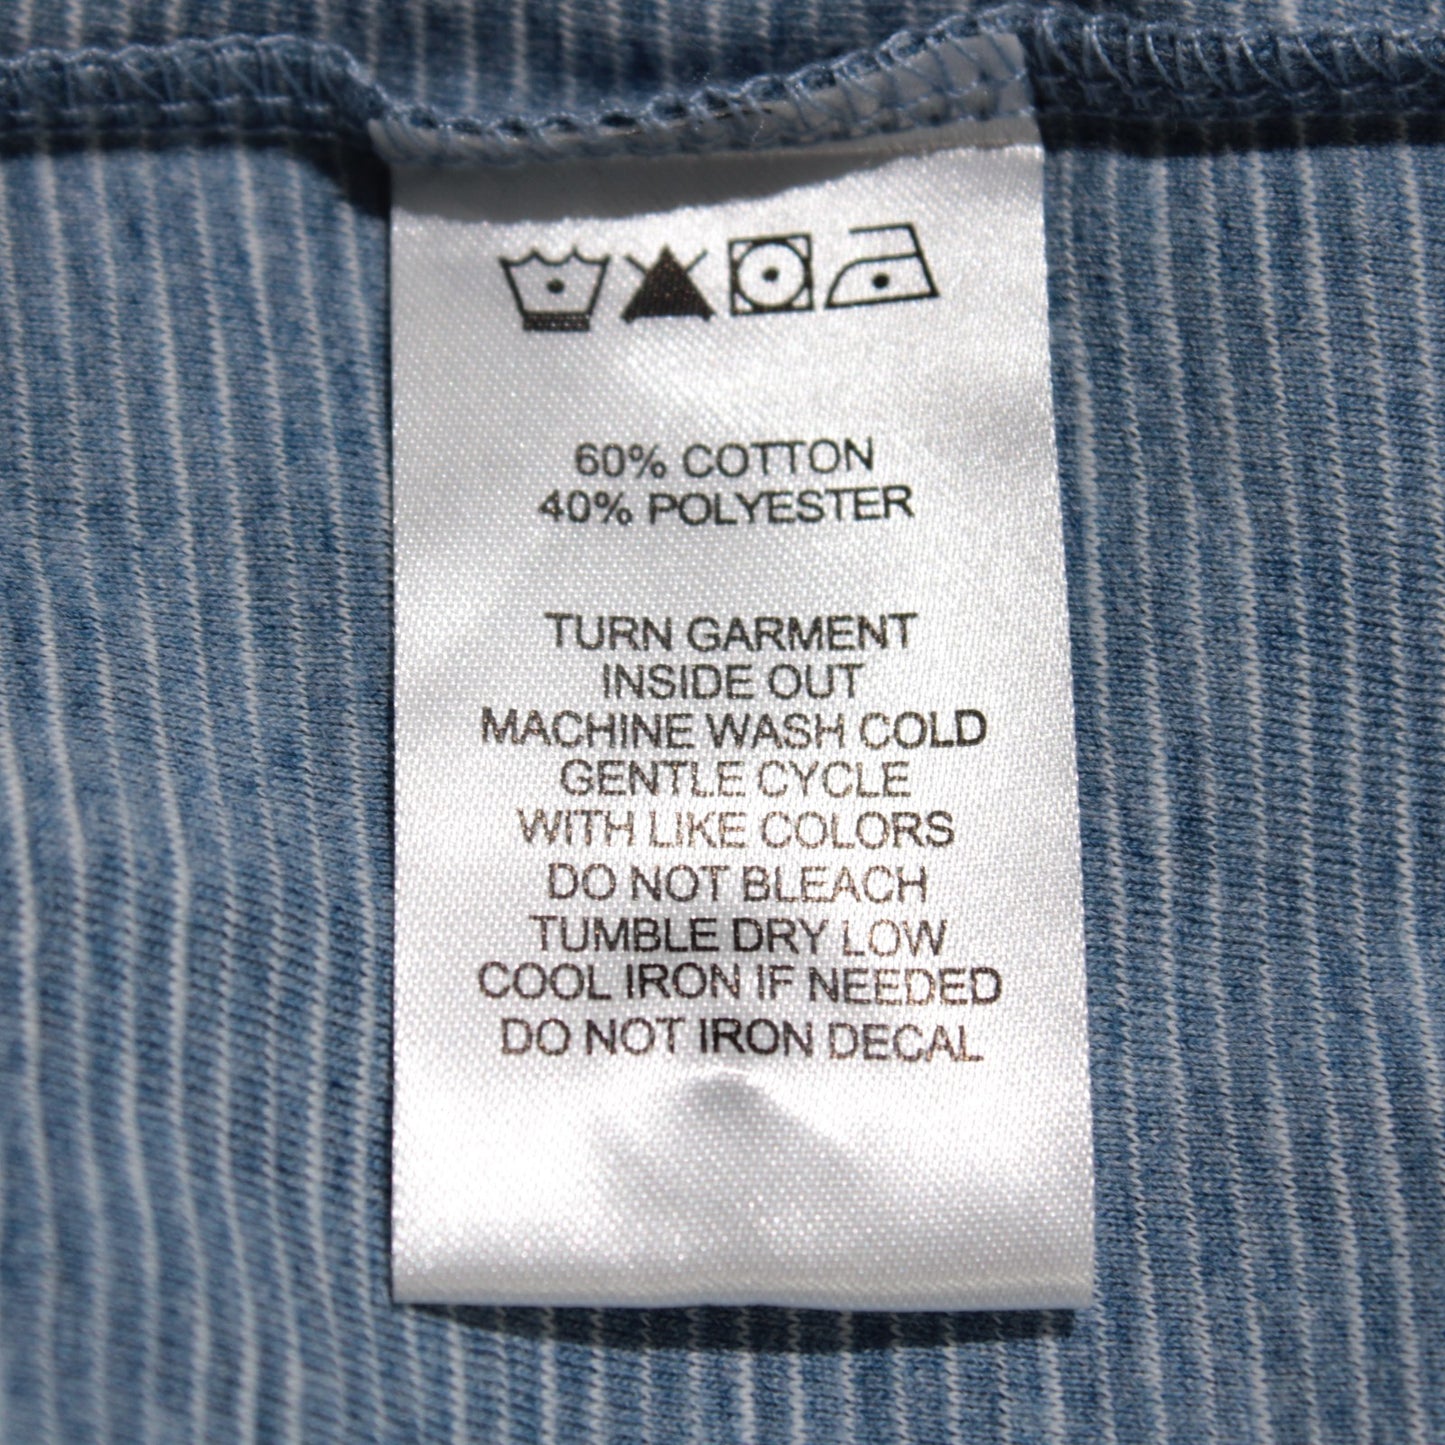 60% COTTON
40% POLYESTER
TURN GARMENT
INSIDE OUT
MACHINE WASH COLD
GENTLE CYCLE
WITH LIKE COLORS
DO NOT BLEACH
TUMBLE DRY LOW
COOL IRON IF NEEDED
DO NOT IRON DECAL